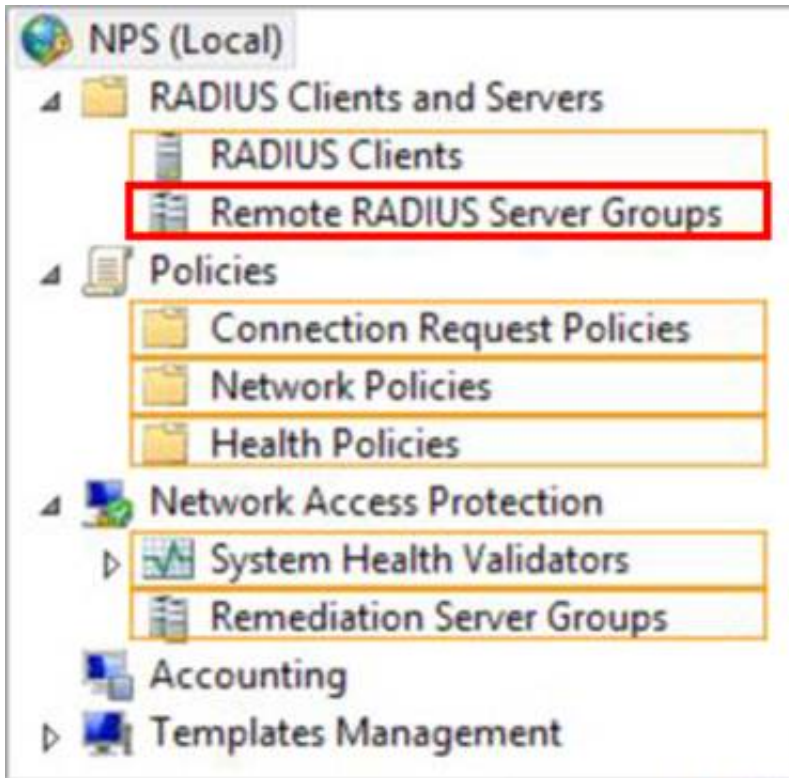 NPS (Local)
RADIUS Clients and Servers
RADIUS Clients
Remote RADIUS Server Groups
Policies
Connection Request Policies
Network Policies
Health Policies
Network Access Protection
System Health Validators
Remediation Server Groups
Accounting
Templates Management